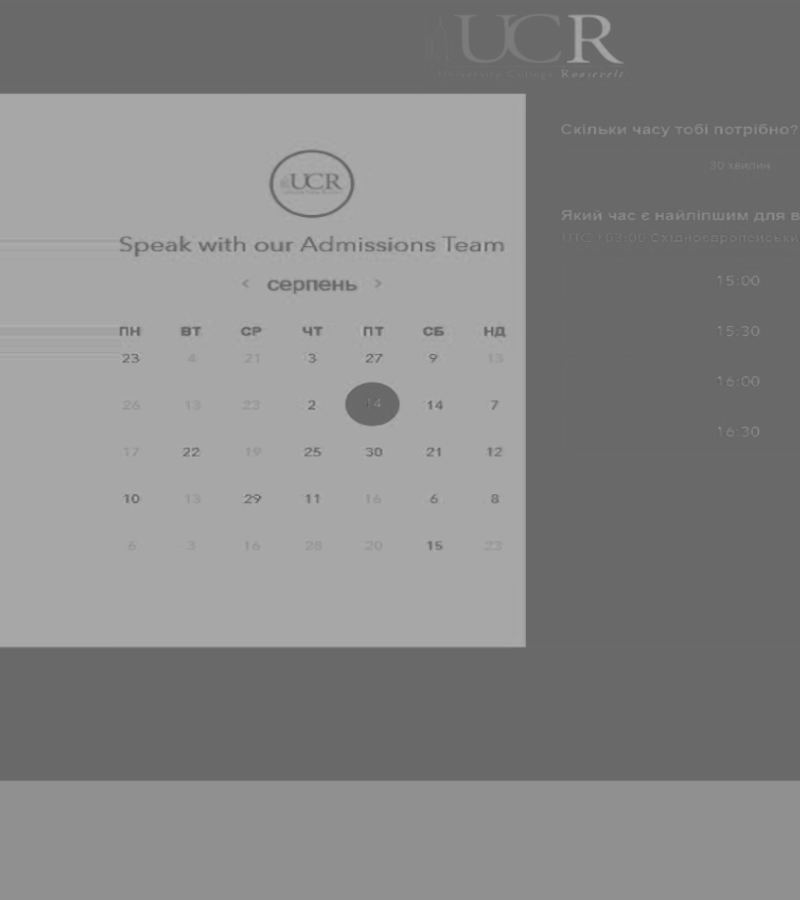 UCR
University College Roosevelt
UCR
Speak with our Admissions Team
< серпень >
ПН ВТ СР ЧТ ПТ СБ НД
23 4 21 3 27 9 13
26 13 23 2 14 14 7
17 22 19 25 30 21 12
10 13 29 11 16 6 8
6 3 16 28 20 15 23
Скільки часу тобі потрібно?
30 хвилин
Який час є найліпшим для
UTC +03:00
15:00
15:30
16:00
16:30